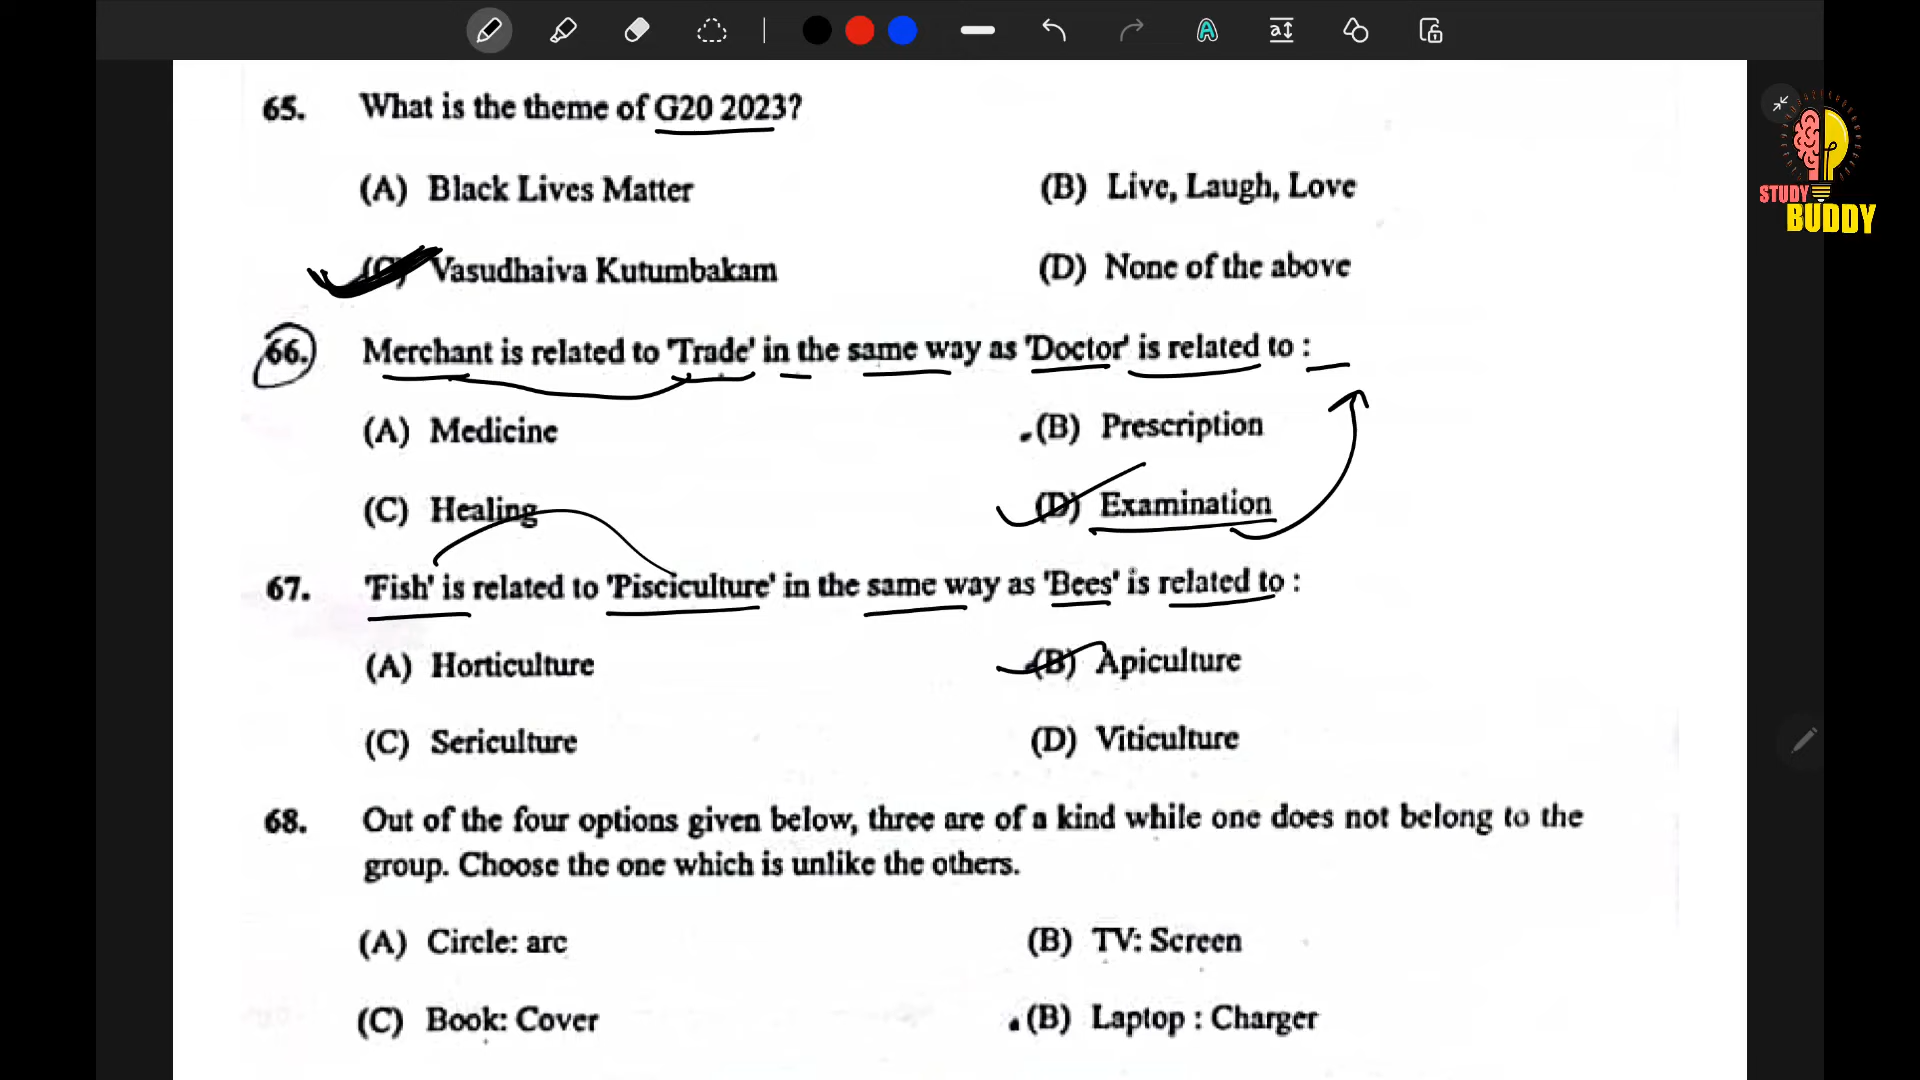 65. What is the theme of G20 2023?
(A) Black Lives Matter (B) Live, Laugh, Love
(C) Vasudhaiva Kutumbakam (D) None of the above
66. Merchant is related to 'Trade' in the same way as 'Doctor' is related to :
(A) Medicine (B) Prescription
(C) Healing (D) Examination
67. 'Fish' is related to 'Pisciculture' in the same way as 'Bees' is related to :
(A) Horticulture (B) Apiculture
(C) Sericulture (D) Viticulture
68. Out of the four options given below, three are of a kind while one does not belong to the
group. Choose the one which is unlike the others.
(A) Circle: arc (B) TV: Screen
(C) Book: Cover (B) Laptop : Charger
STUDY
BUDDY